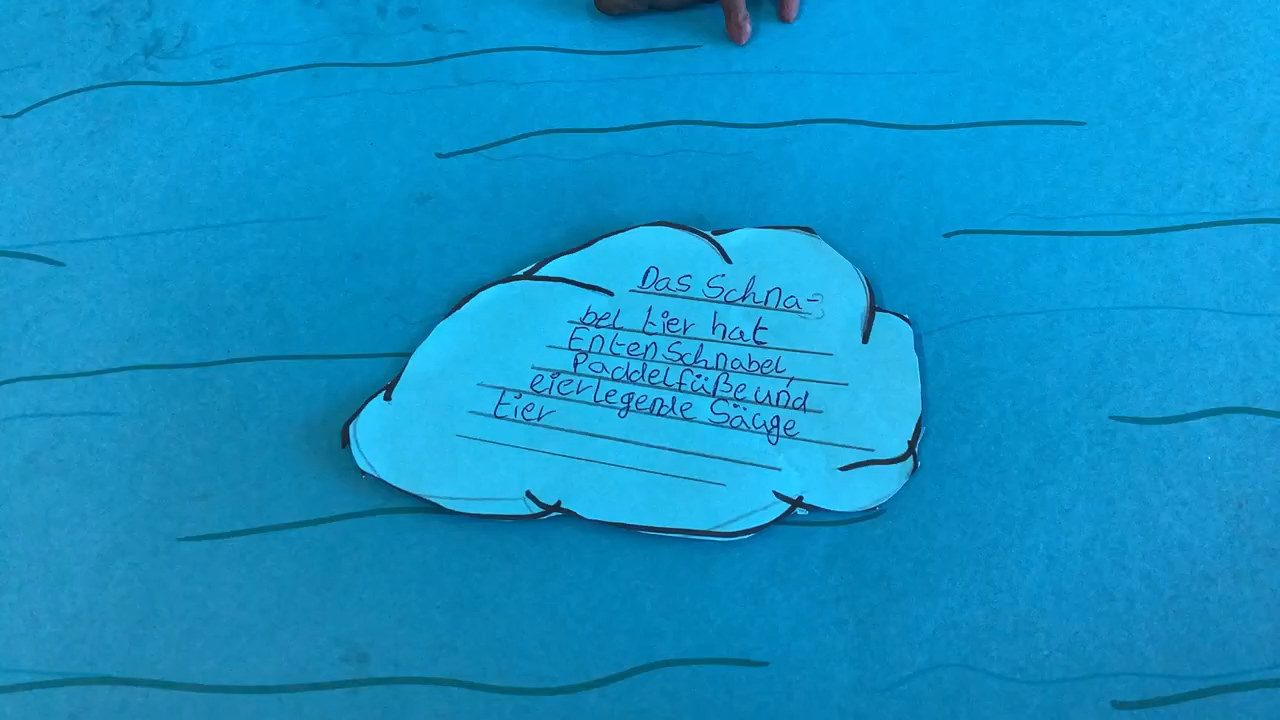 Das Schna-
bel tier hat
Entenschnabel,
Paddelfüße und
eierlegende Säuge
tier